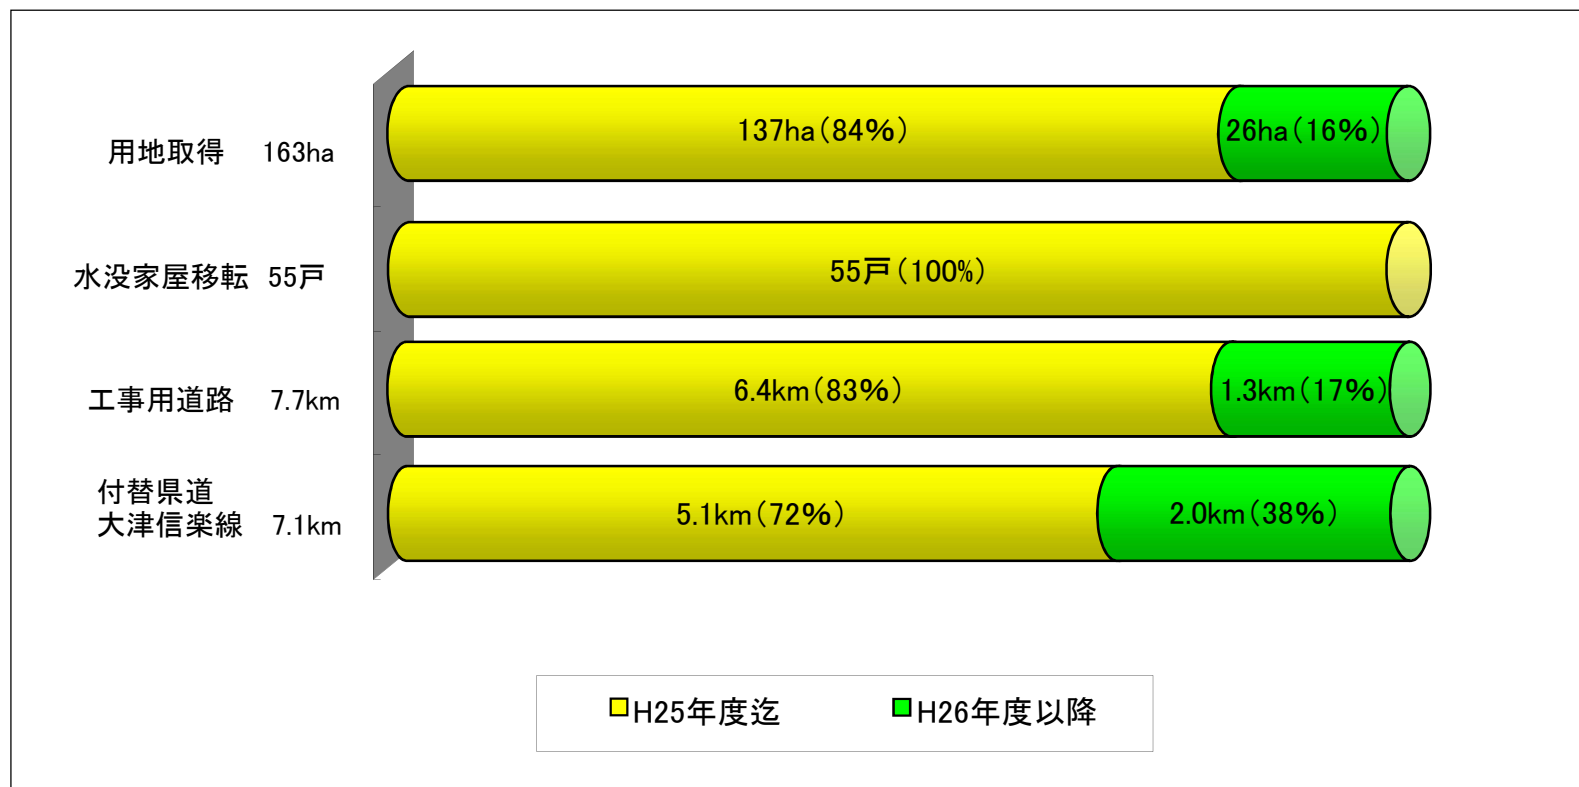 用地取得 163ha
137ha(84%) 26ha(16%)
水没家屋移転 55戸
55戸(100%)
工事用道路 7.7km
6.4km(83%) 1.3km(17%)
付替県道
大津信楽線 7.1km
5.1km(72%) 2.0km(38%)
H25年度迄 H26年度以降